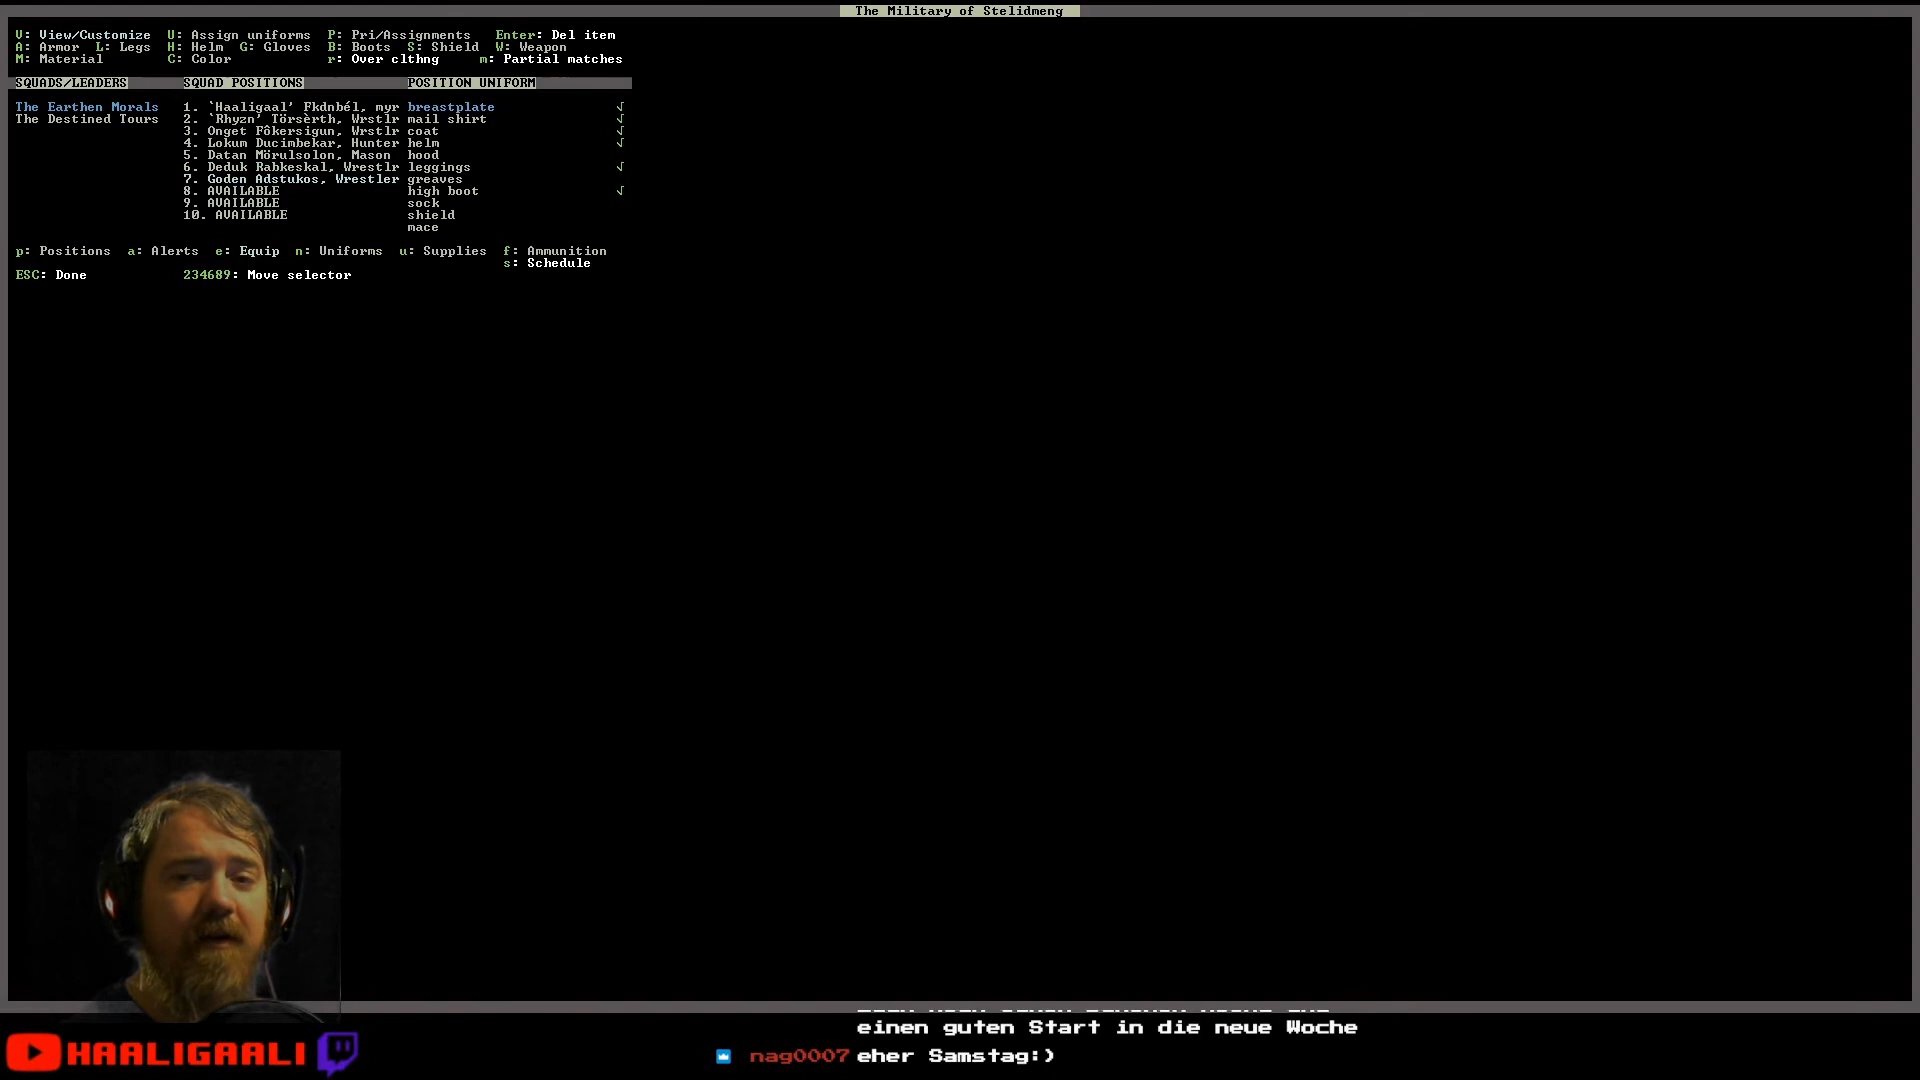 The Military of Stelidmeng
V: View/Customize U: Assign uniforms P: Pri/Assignments Enter: Del item
A: Armor L: Legs H: Helm G: Gloves B: Boots S: Shield W: Weapon
M: Material C: Color r: Over clthng m: Partial matches
SQUADS/LEADERS SQUAD POSITIONS POSITION UNIFORM
The Earthen Morals 1. `Haaligaal' Fkdnbél, myr breastplate √
The Destined Tours 2. `Rhyzn' Törsèrth, Wrstlr mail shirt √
3. Onget Fôkersigun, Wrstlr coat √
4. Lokum Ducimbekar, Hunter helm √
5. Datan Mörulsolon, Mason hood
6. Deduk Rabkeskal, Wrestlr leggings √
7. Goden Adstukos, Wrestler greaves
8. AVAILABLE high boot √
9. AVAILABLE sock
10. AVAILABLE shield
mace
p: Positions a: Alerts e: Equip n: Uniforms u: Supplies f: Ammunition
s: Schedule
ESC: Done 234689: Move selector
einen guten Start in die neue Woche
nag0007 eher Samstag:)
HAALIGAALI